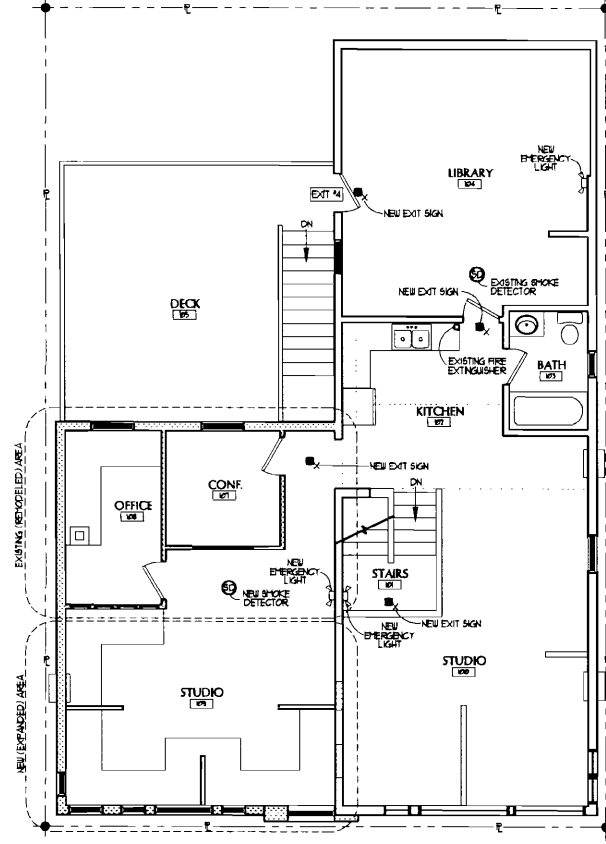 NEW
EMERGENCY
LIGHT
LIBRARY
104
EXIT #4
NEW EXIT SIGN
DN
EXISTING SMOKE
DETECTOR
SD
NEW EXIT SIGN
DECK
105
EXISTING FIRE
EXTINGUISHER
BATH
103
KITCHEN
102
EXISTING (REMODELED) AREA
CONF.
107
NEW EXIT SIGN
DN
OFFICE
108
NEW
EMERGENCY
LIGHT
STAIRS
101
SD
NEW SMOKE
DETECTOR
NEW EXIT SIGN
NEW
EMERGENCY
LIGHT
STUDIO
100
NEW (EXPANDED) AREA
STUDIO
109